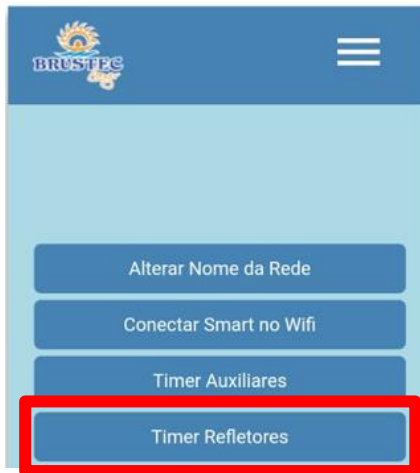 BRUSTEC
Alterar Nome da Rede
Conectar Smart no Wifi
Timer Auxiliares
Timer Refletores